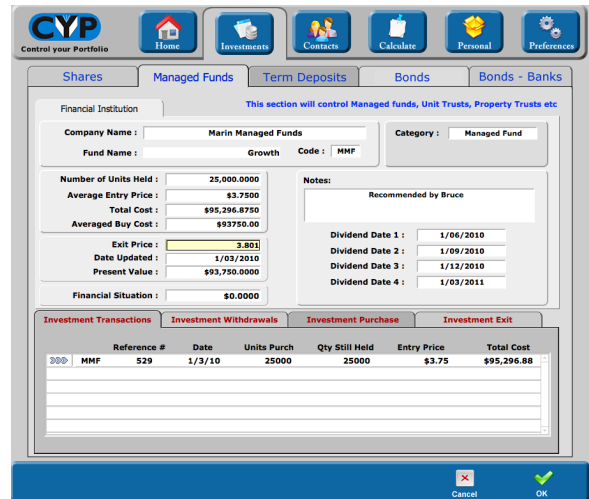 CYP
Control your Portfolio
Home Investments Contacts Calculate Personal Preferences
Shares Managed Funds Term Deposits Bonds Bonds - Banks
Financial Institution
This section will control Managed funds, Unit Trusts, Property Trusts etc
Company Name : Marin Managed Funds
Category : Managed Fund
Fund Name : Growth Code : MMF
Number of Units Held : 25,000.0000
Average Entry Price : $3.7500
Total Cost : $95,296.8750
Averaged Buy Cost : $93750.00
Exit Price : 3.801
Date Updated : 1/03/2010
Present Value : $93,750.0000
Financial Situation : $0.0000
Notes:
Recommended by Bruce
Dividend Date 1 : 1/06/2010
Dividend Date 2 : 1/09/2010
Dividend Date 3 : 1/12/2010
Dividend Date 4 : 1/03/2011
Investment Transactions Investment Withdrawals Investment Purchase Investment Exit
Reference # Date Units Purch Qty Still Held Entry Price Total Cost
MMF 529 1/3/10 25000 25000 $3.75 $95,296.88
Cancel OK